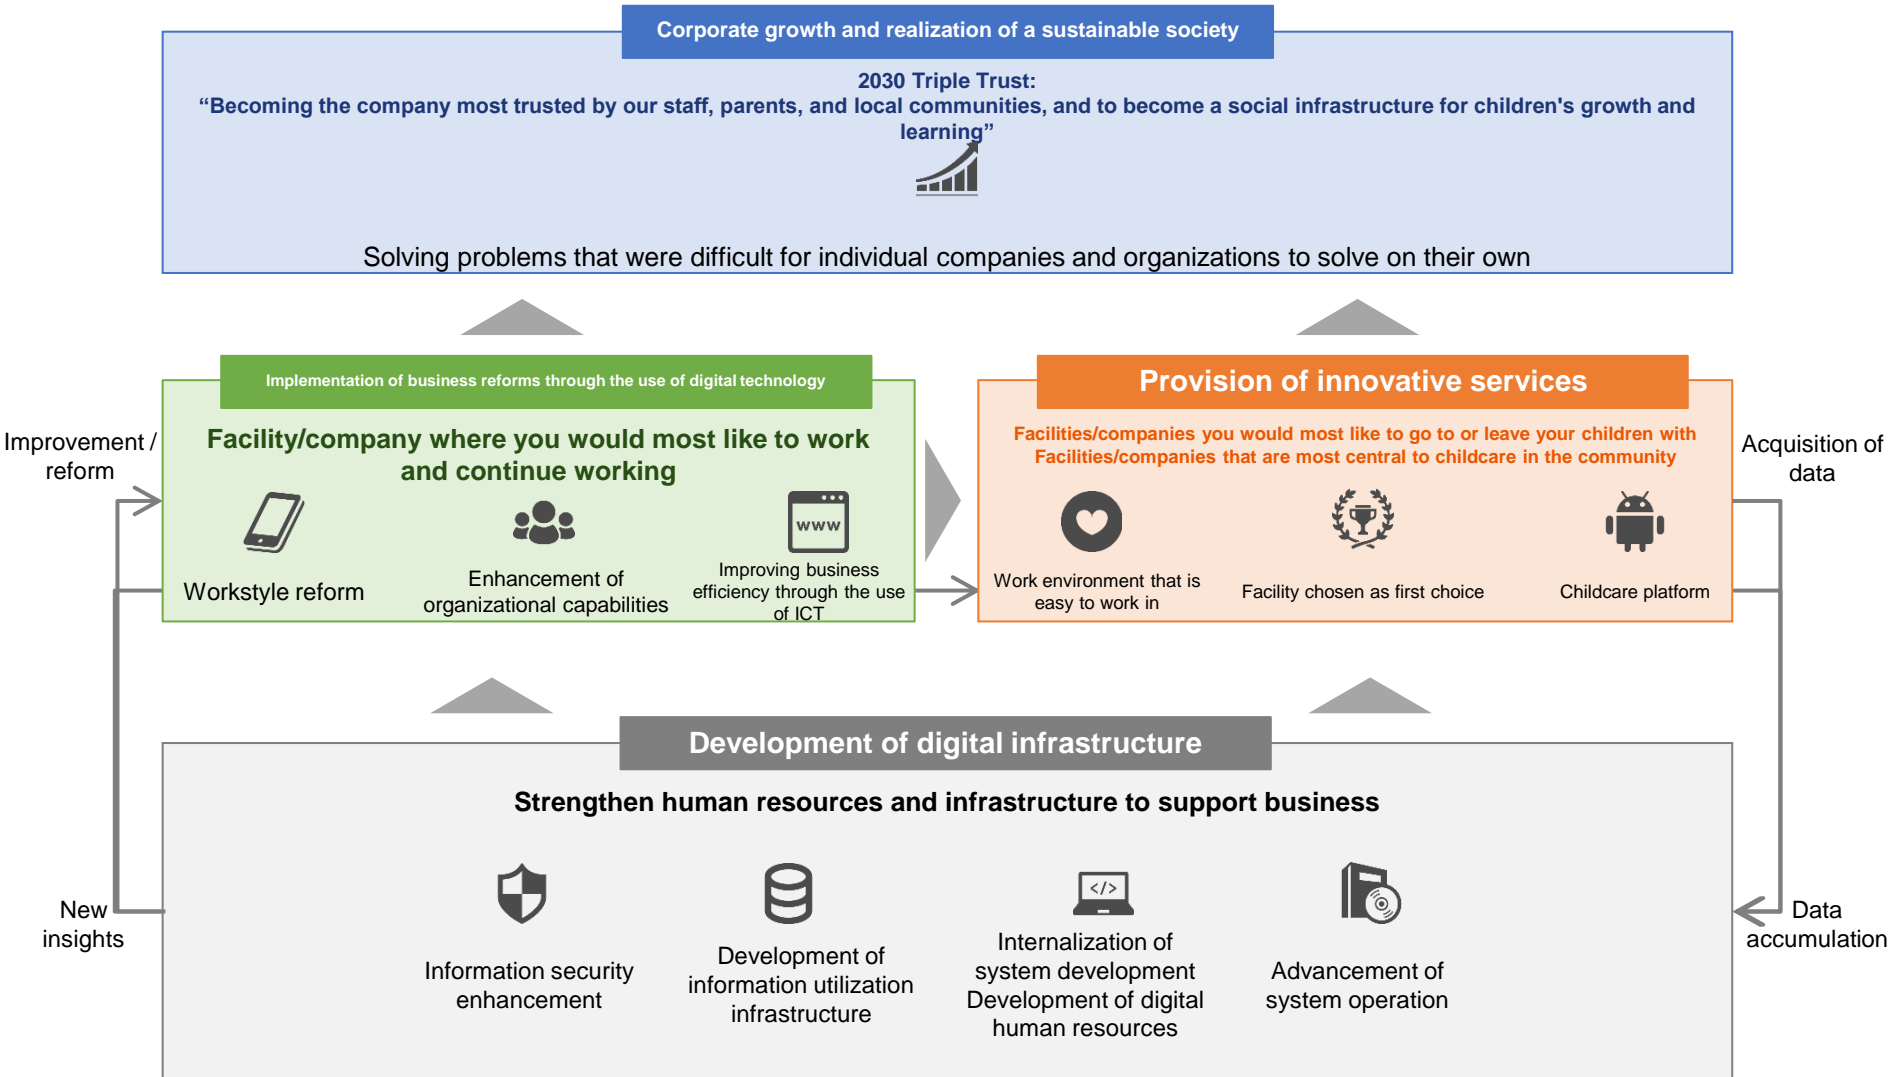 Corporate growth and realization of a sustainable society
2030 Triple Trust:
“Becoming the company most trusted by our staff, parents, and local communities, and to become a social infrastructure for children's growth and
learning”
Solving problems that were difficult for individual companies and organizations to solve on their own
Implementation of business reforms through the use of digital technology
Facility/company where you would most like to work
and continue working
WWW
Workstyle reform
Enhancement of
organizational capabilities
Improving business
efficiency through the use
of ICT
Provision of innovative services
Facilities/companies you would most like to go to or leave your children with
Facilities/companies that are most central to childcare in the community
Work environment that is
easy to work in
Facility chosen as first choice
Childcare platform
Improvement /
reform
Acquisition of
data
New
insights
Data
accumulation
Development of digital infrastructure
Strengthen human resources and infrastructure to support business
</>
Information security
enhancement
Development of
information utilization
infrastructure
Internalization of
system development
Development of digital
human resources
Advancement of
system operation